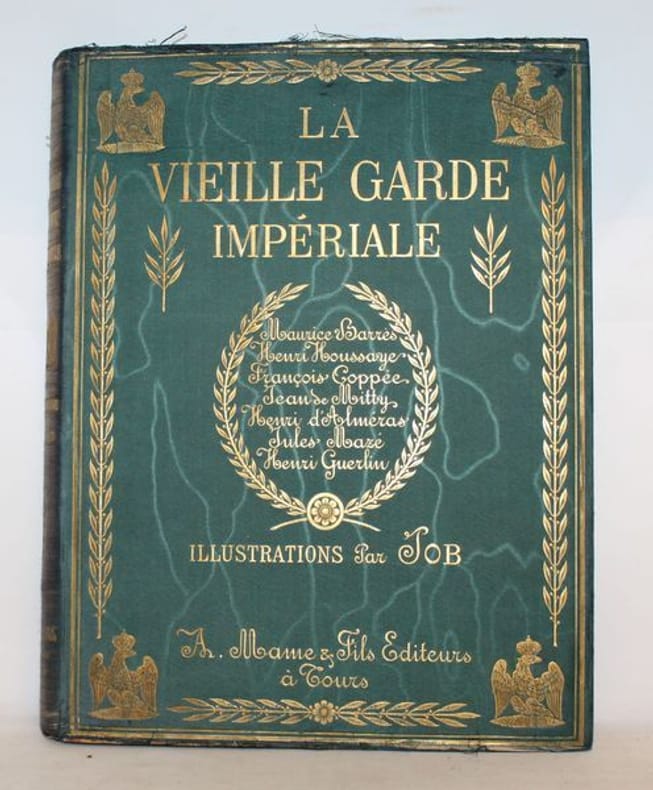 LA
VIEILLE GARDE
IMPÉRIALE
Maurice Barrès
Henri Houssaye
François Coppée
Jean de Mitty
Henri d'Alméras
Jules Mazé
Henri Guerlin
ILLUSTRATIONS Par JOB
A. Mame & Fils Editeurs
à Tours